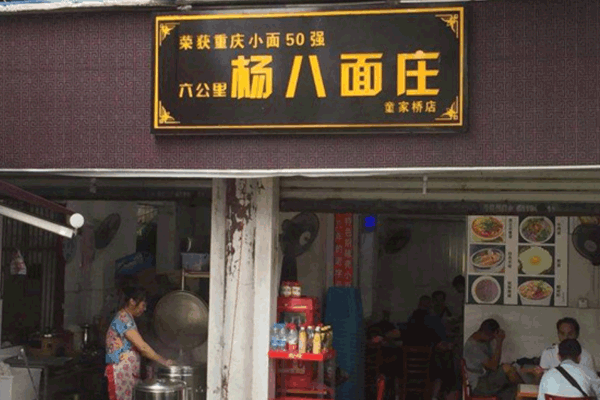 荣获重庆小面50强
六公里
杨八面庄
童家桥店